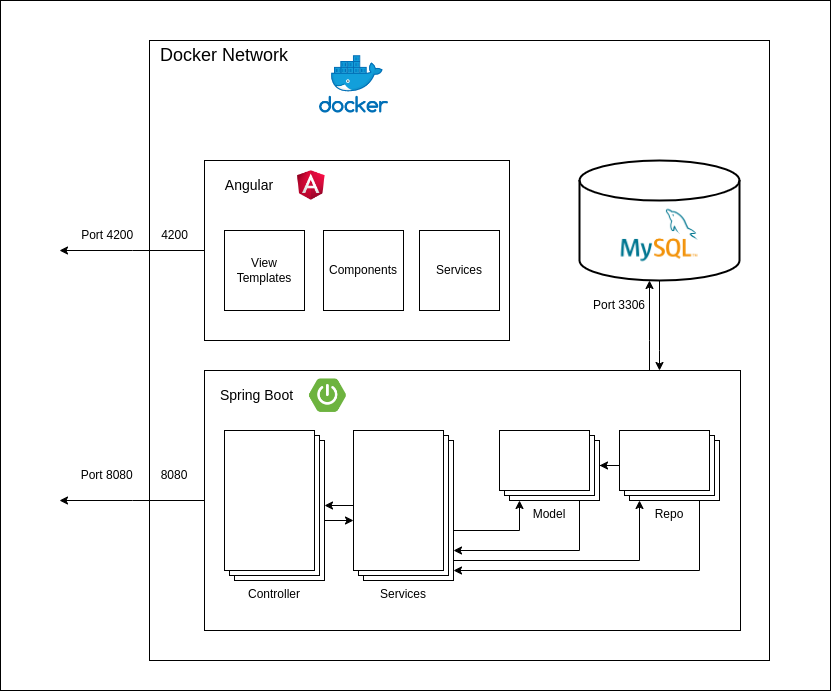 Docker Network
docker
Angular
Port 4200
4200
View
Templates
Components
Services
MySQL
Port 3306
Spring Boot
Port 8080
8080
Model
Repo
Controller
Services